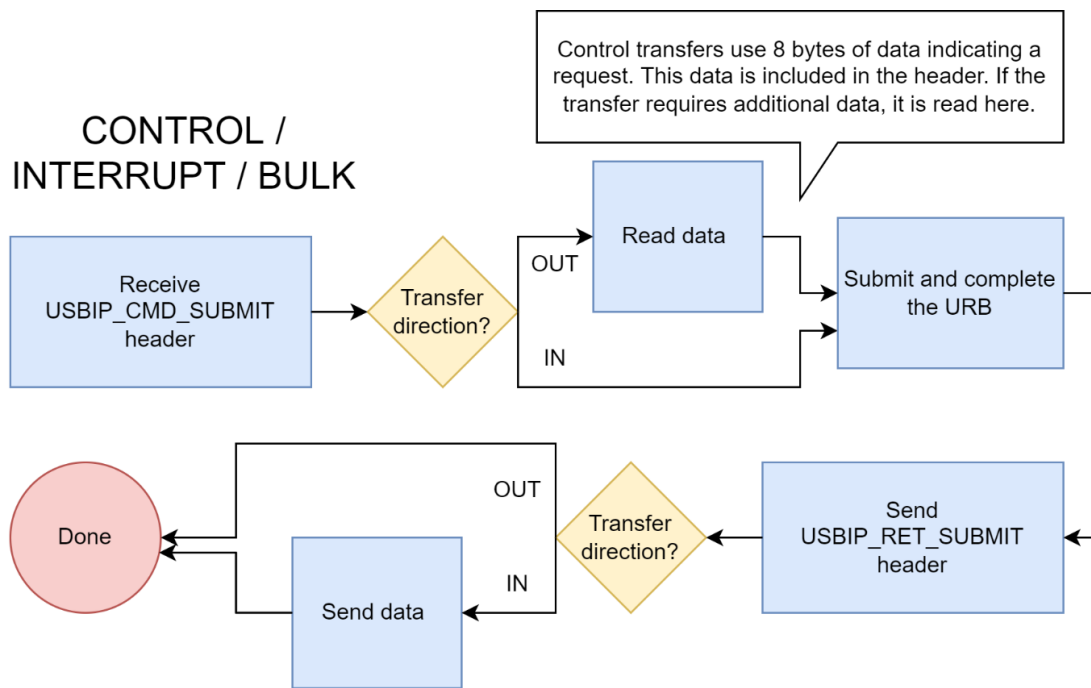 Control transfers use 8 bytes of data indicating a
request. This data is included in the header. If the
transfer requires additional data, it is read here.
CONTROL /
INTERRUPT / BULK
Receive
USBIP_CMD_SUBMIT
header
Transfer
direction?
OUT
IN
Read data
Submit and complete
the URB
Done
OUT
IN
Send data
Transfer
direction?
Send
USBIP_RET_SUBMIT
header